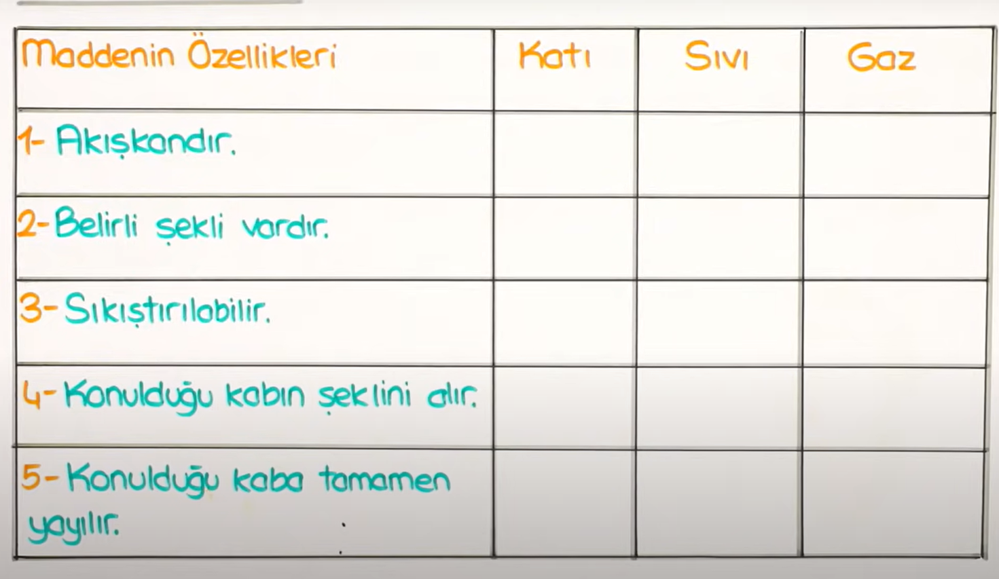 Maddenin Özellikleri Katı Sıvı Gaz
1- Akışkandır.
2- Belirli şekli vardır.
3- Sıkıştırılabilir.
4- Konulduğu kabın şeklini alır.
5- Konulduğu kaba tamamen
yayılır.